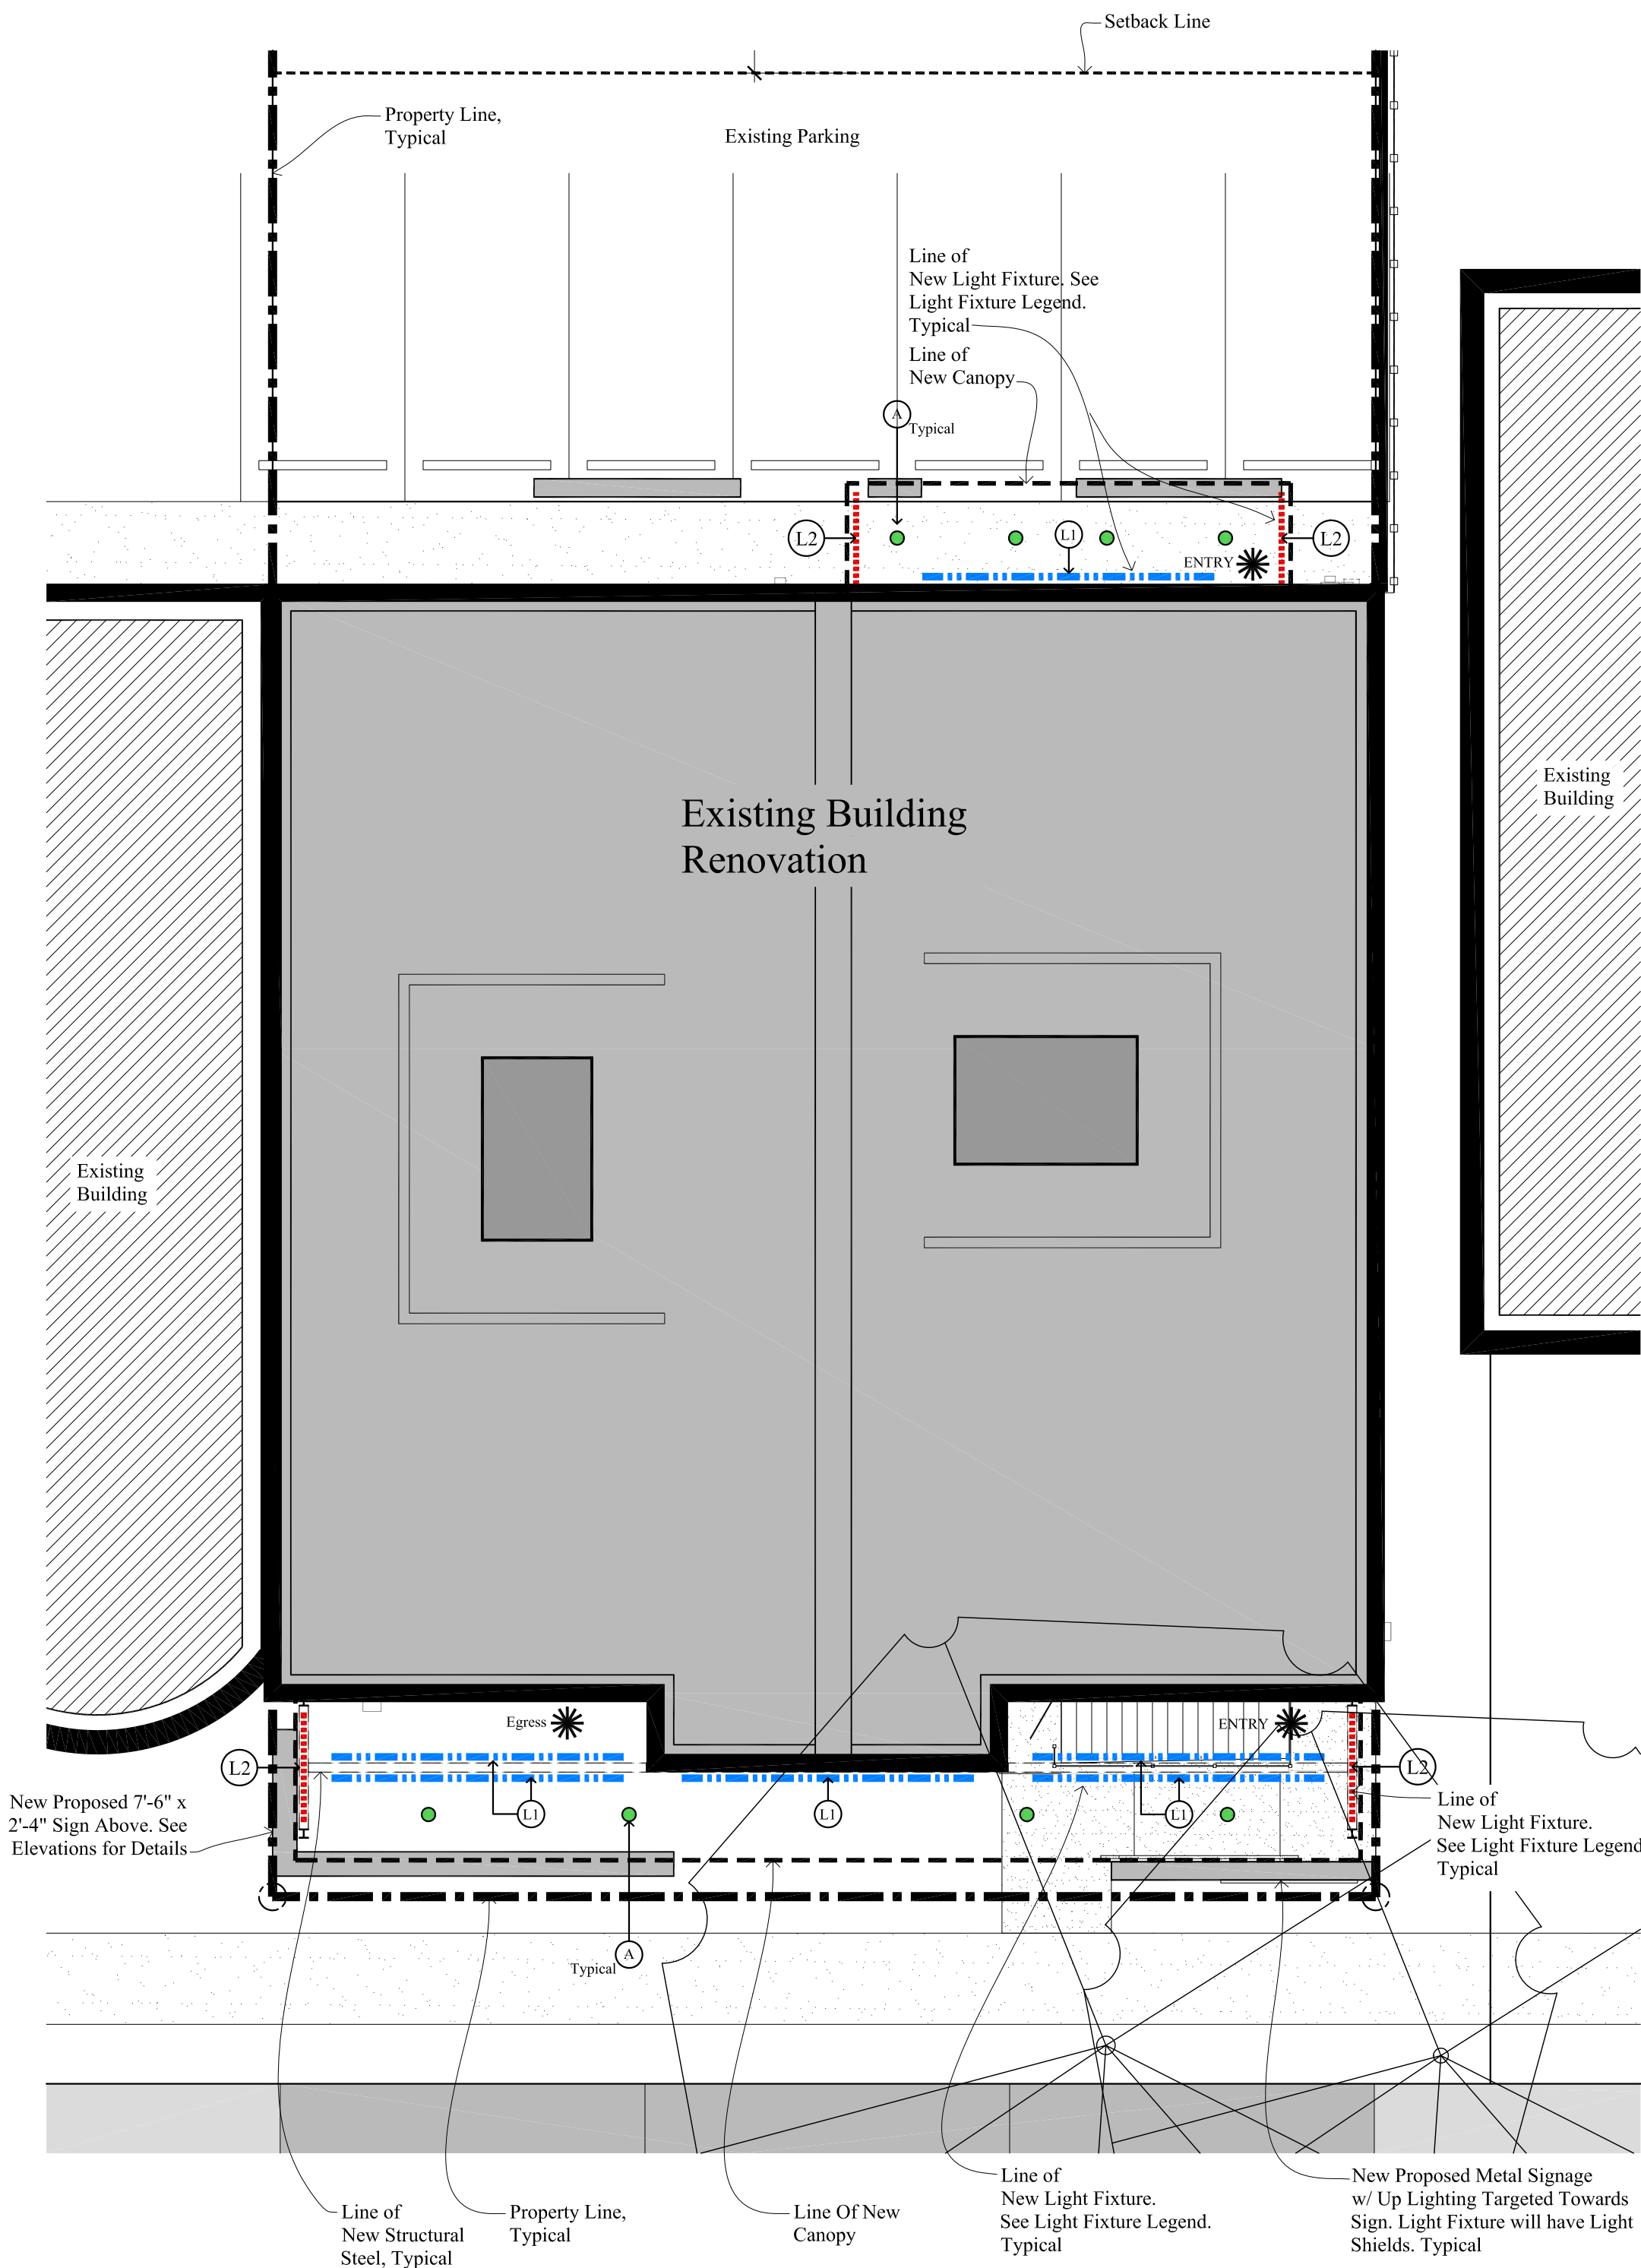 Setback Line
Property Line,
Typical
Existing Parking
Line of
New Light Fixture. See
Light Fixture Legend.
Typical
Line of
New Canopy
A
Typical
L2
L1
L2
ENTRY
Existing Building
Renovation
Existing
Building
Existing
Building
Egress
ENTRY
L2
L2
New Proposed 7'-6" x
2'-4" Sign Above. See
Elevations for Details
L1
L1
L1
Line of
New Light Fixture.
See Light Fixture Legend
Typical
A
Typical
Line of
New Structural
Steel, Typical
Property Line,
Typical
Line Of New
Canopy
Line of
New Light Fixture.
See Light Fixture Legend.
Typical
New Proposed Metal Signage
w/ Up Lighting Targeted Towards
Sign. Light Fixture will have Light
Shields. Typical